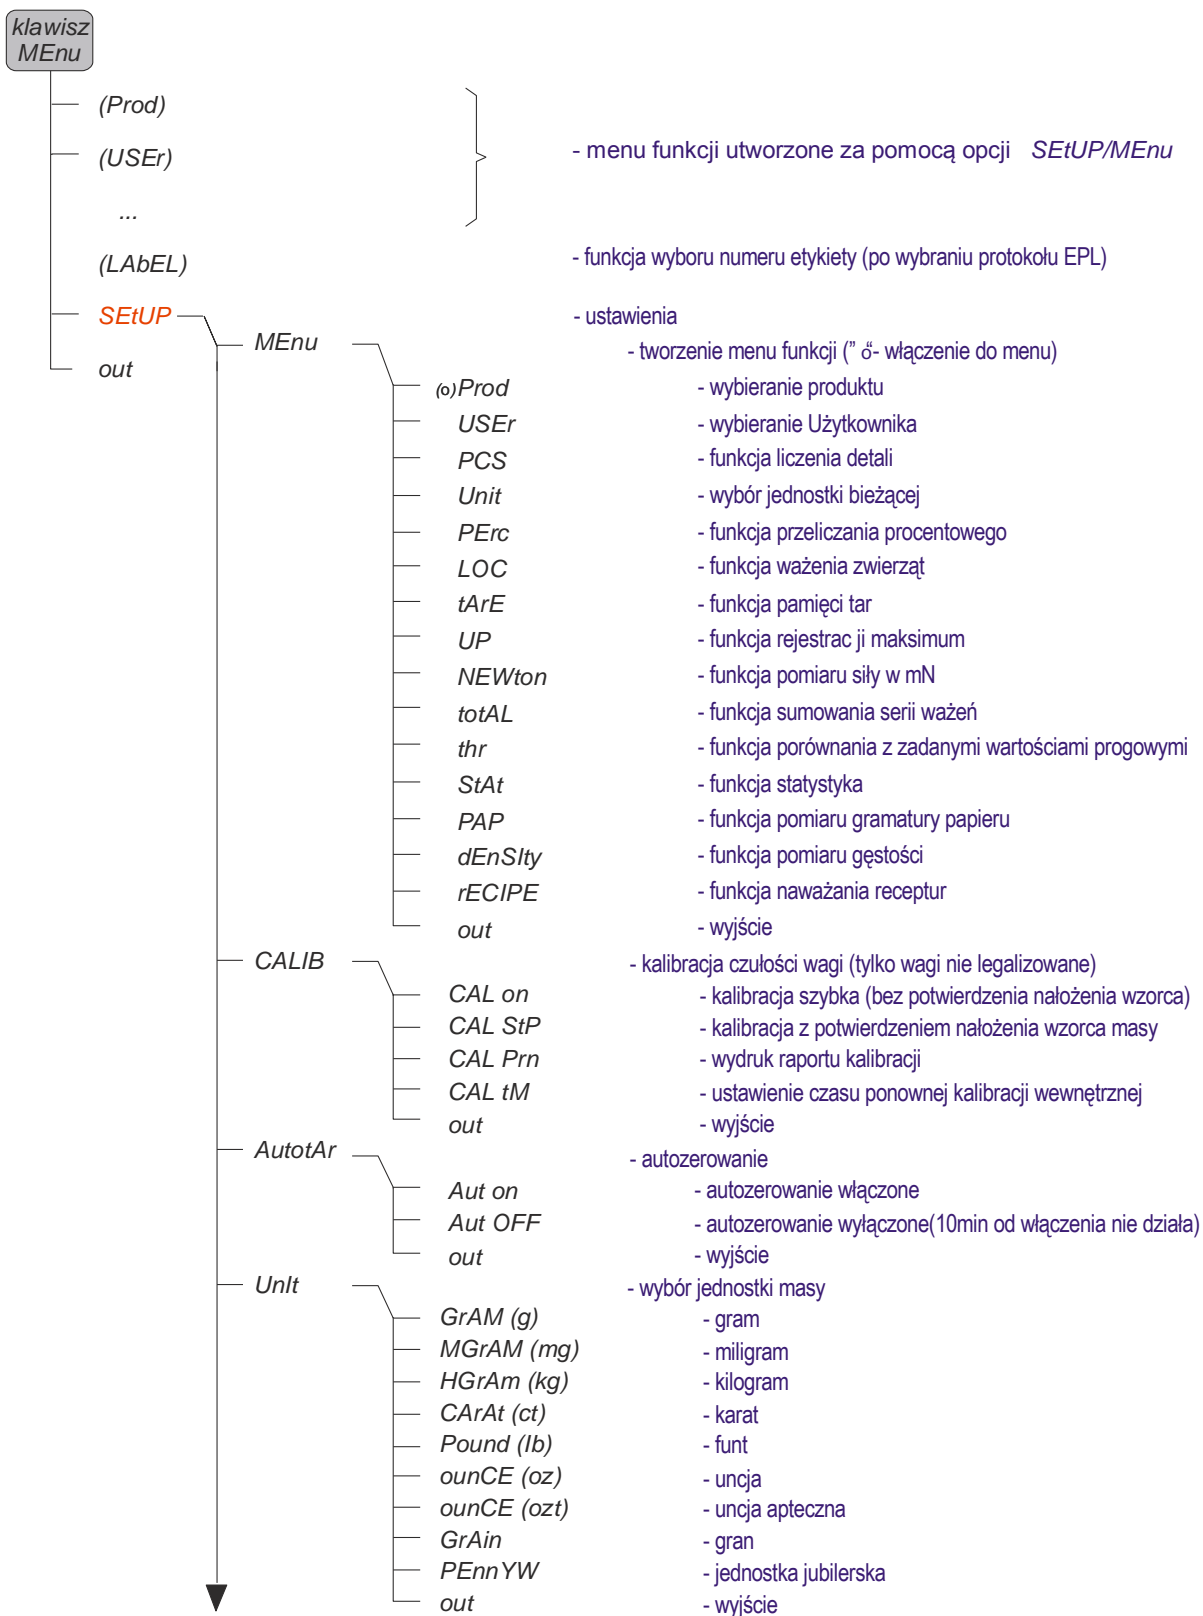 klawisz
MEnu
(Prod)
(USEr) - menu funkcji utworzone za pomocą opcji SEtUP/MEnu
...
(LAbEL) - funkcja wyboru numeru etykiety (po wybraniu protokołu EPL)
SEtUP - ustawienia
MEnu - tworzenie menu funkcji (” o“- włączenie do menu)
out
(o)Prod - wybieranie produktu
USEr - wybieranie Użytkownika
PCS - funkcja liczenia detali
Unit - wybór jednostki bieżącej
PErc - funkcja przeliczania procentowego
LOC - funkcja ważenia zwierząt
tArE - funkcja pamięci tar
UP - funkcja rejestrac ji maksimum
NEWton - funkcja pomiaru siły w mN
totAL - funkcja sumowania serii ważeń
thr - funkcja porównania z zadanymi wartościami progowymi
StAt - funkcja statystyka
PAP - funkcja pomiaru gramatury papieru
dEnSIty - funkcja pomiaru gęstości
rECIPE - funkcja naważania receptur
out - wyjście
CALIB - kalibracja czułości wagi (tylko wagi nie legalizowane)
CAL on - kalibracja szybka (bez potwierdzenia nałożenia wzorca)
CAL StP - kalibracja z potwierdzeniem nałożenia wzorca masy
CAL Prn - wydruk raportu kalibracji
CAL tM - ustawienie czasu ponownej kalibracji wewnętrznej
out - wyjście
AutotAr - autozerowanie
Aut on - autozerowanie włączone
Aut OFF - autozerowanie wyłączone(10min od włączenia nie działa)
out - wyjście
UnIt - wybór jednostki masy
GrAM (g) - gram
MGrAM (mg) - miligram
HGrAm (kg) - kilogram
CArAt (ct) - karat
Pound (lb) - funt
ounCE (oz) - uncja
ounCE (ozt) - uncja apteczna
GrAin - gran
PEnnYW - jednostka jubilerska
out - wyjście